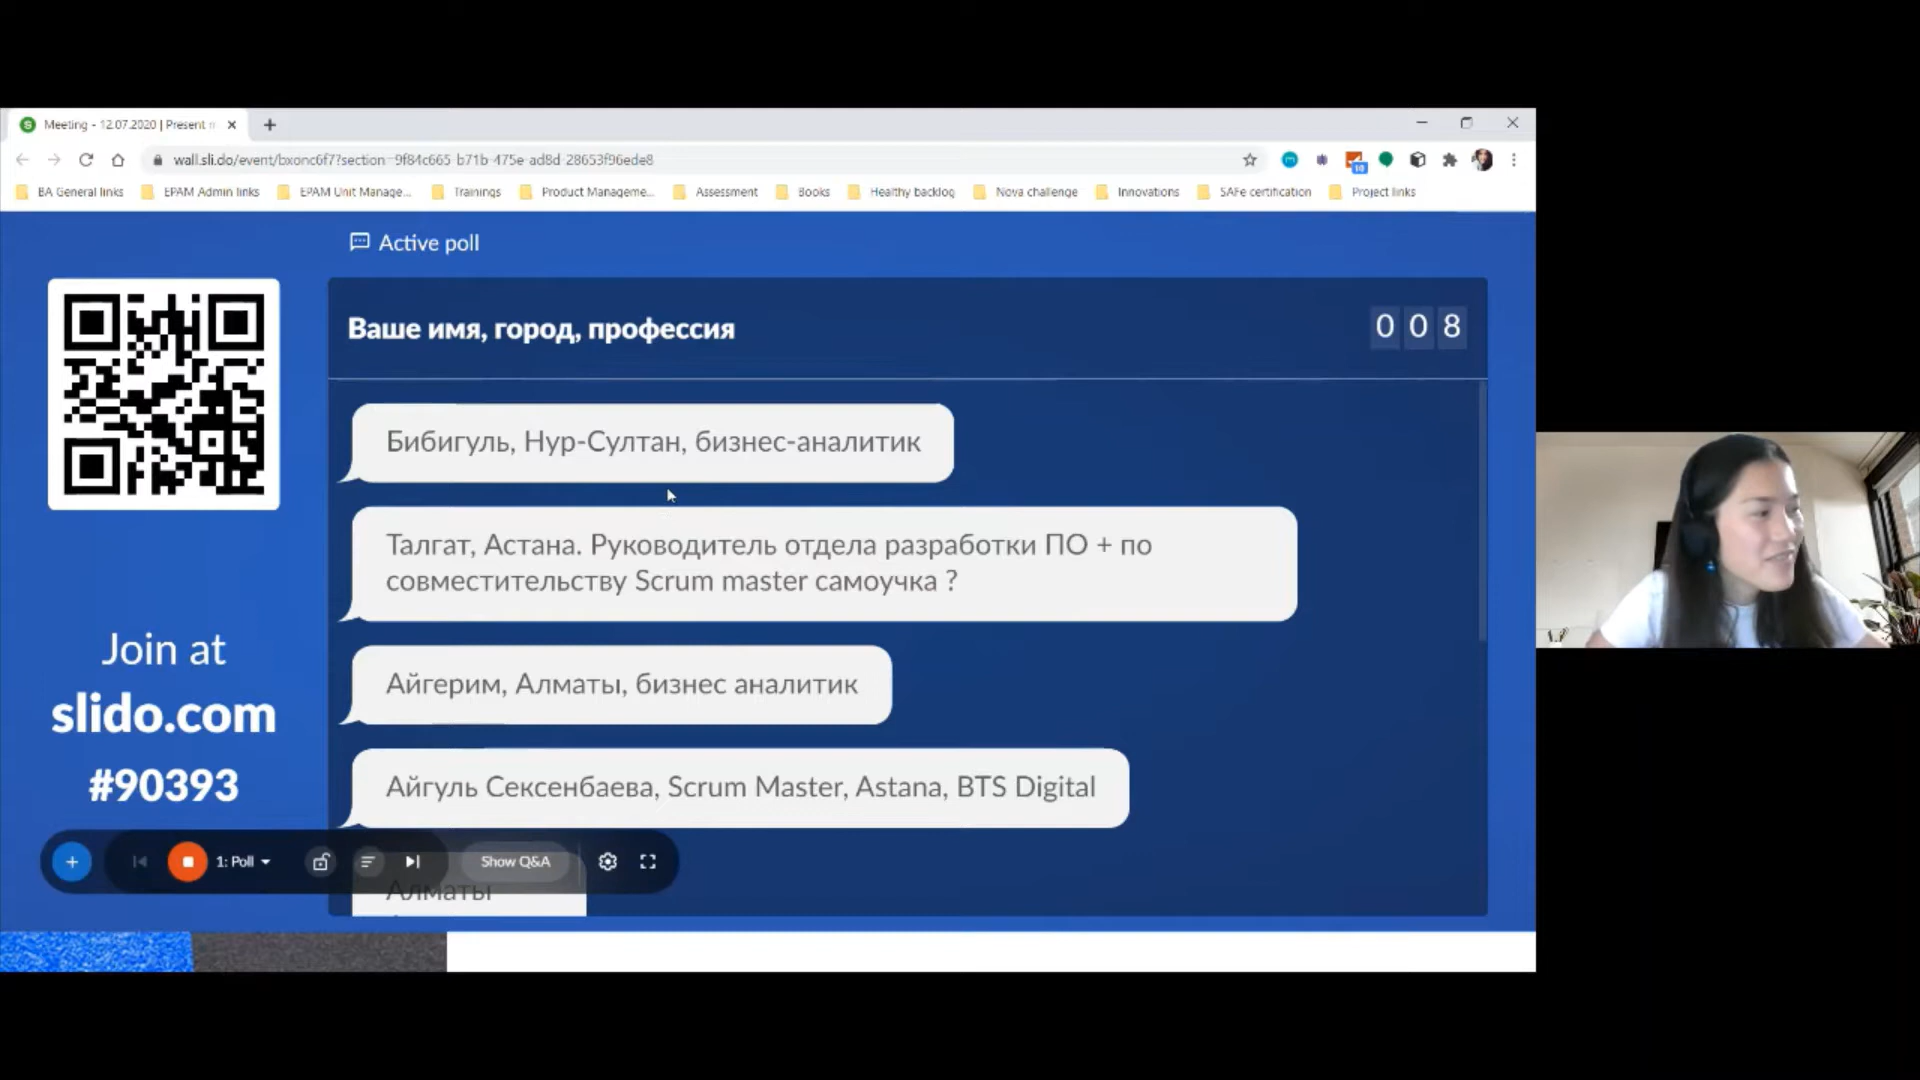 Meeting - 12.07.2020 | Present
wall.sli.do/event/bxonc6f7?section=9f84c665-b71b-475e-ad8d-28653f96ede8
BA General links
EPAM Admin links
EPAM Unit Manage...
Trainings
Product Manageme...
Assessment
Books
Healthy backlog
Nova challenge
Innovations
SAFe certification
Project links
Active poll
Ваше имя, город, профессия
008
Бибигуль, Нур-Султан, бизнес-аналитик
Талгат, Астана. Руководитель отдела разработки ПО + по
совместительству Scrum master самоучка ?
Айгерим, Алматы, бизнес аналитик
Айгуль Сексенбаева, Scrum Master, Astana, BTS Digital
Алматы
Join at
slido.com
#90393
1: Poll
Show Q&A